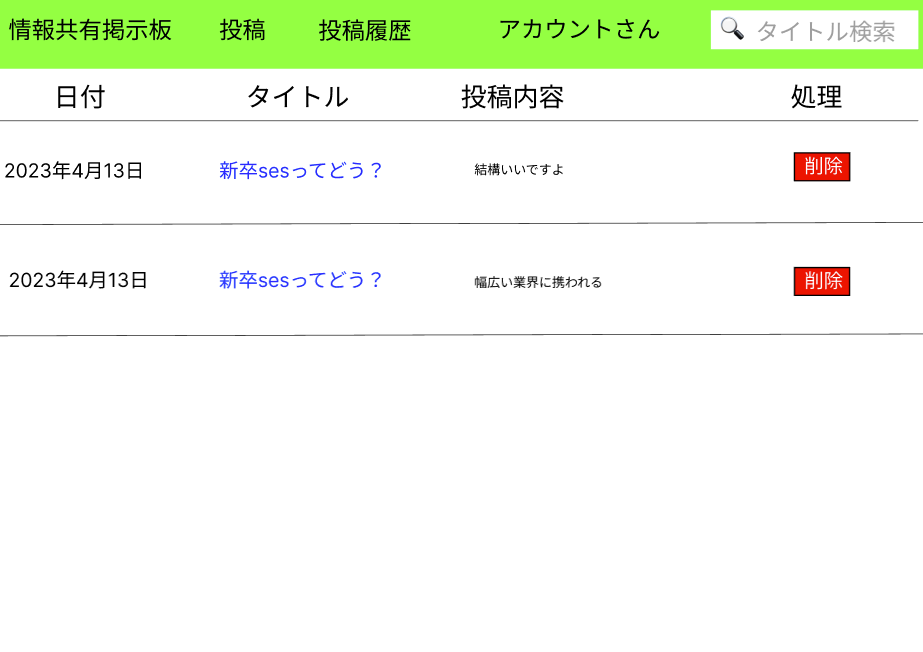 情報共有掲示板 投稿 投稿履歴 アカウントさん タイトル検索
日付 タイトル 投稿内容 処理
2023年4月13日 新卒sesってどう？ 結構いいですよ 削除
2023年4月13日 新卒sesってどう？ 幅広い業界に携われる 削除